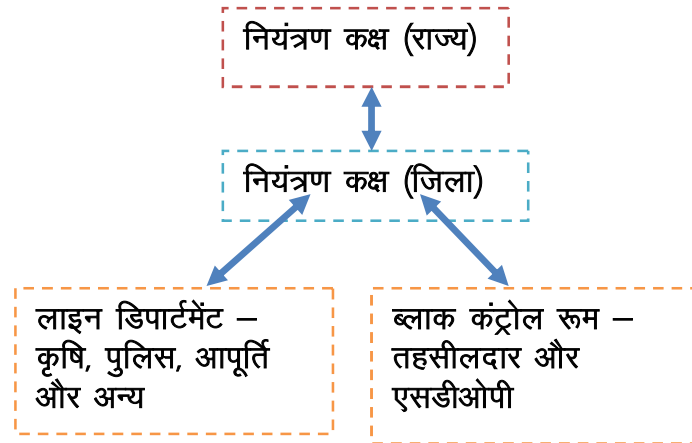 नियंत्रण कक्ष (राज्य)
नियंत्रण कक्ष (जिला)
लाइन डिपार्टमेंट –
कृषि, पुलिस, आपूर्ति
और अन्य
ब्लाक कंट्रोल रूम –
तहसीलदार और
एसडीओपी